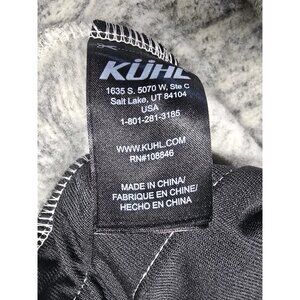 KÜHL
1635 S. 5070 W, Ste C
Salt Lake, UT 84104
USA
1-801-281-3185
WWW.KUHL.COM
RN#108846
MADE IN CHINA/
FABRIQUE EN CHINE/
HECHO EN CHINA